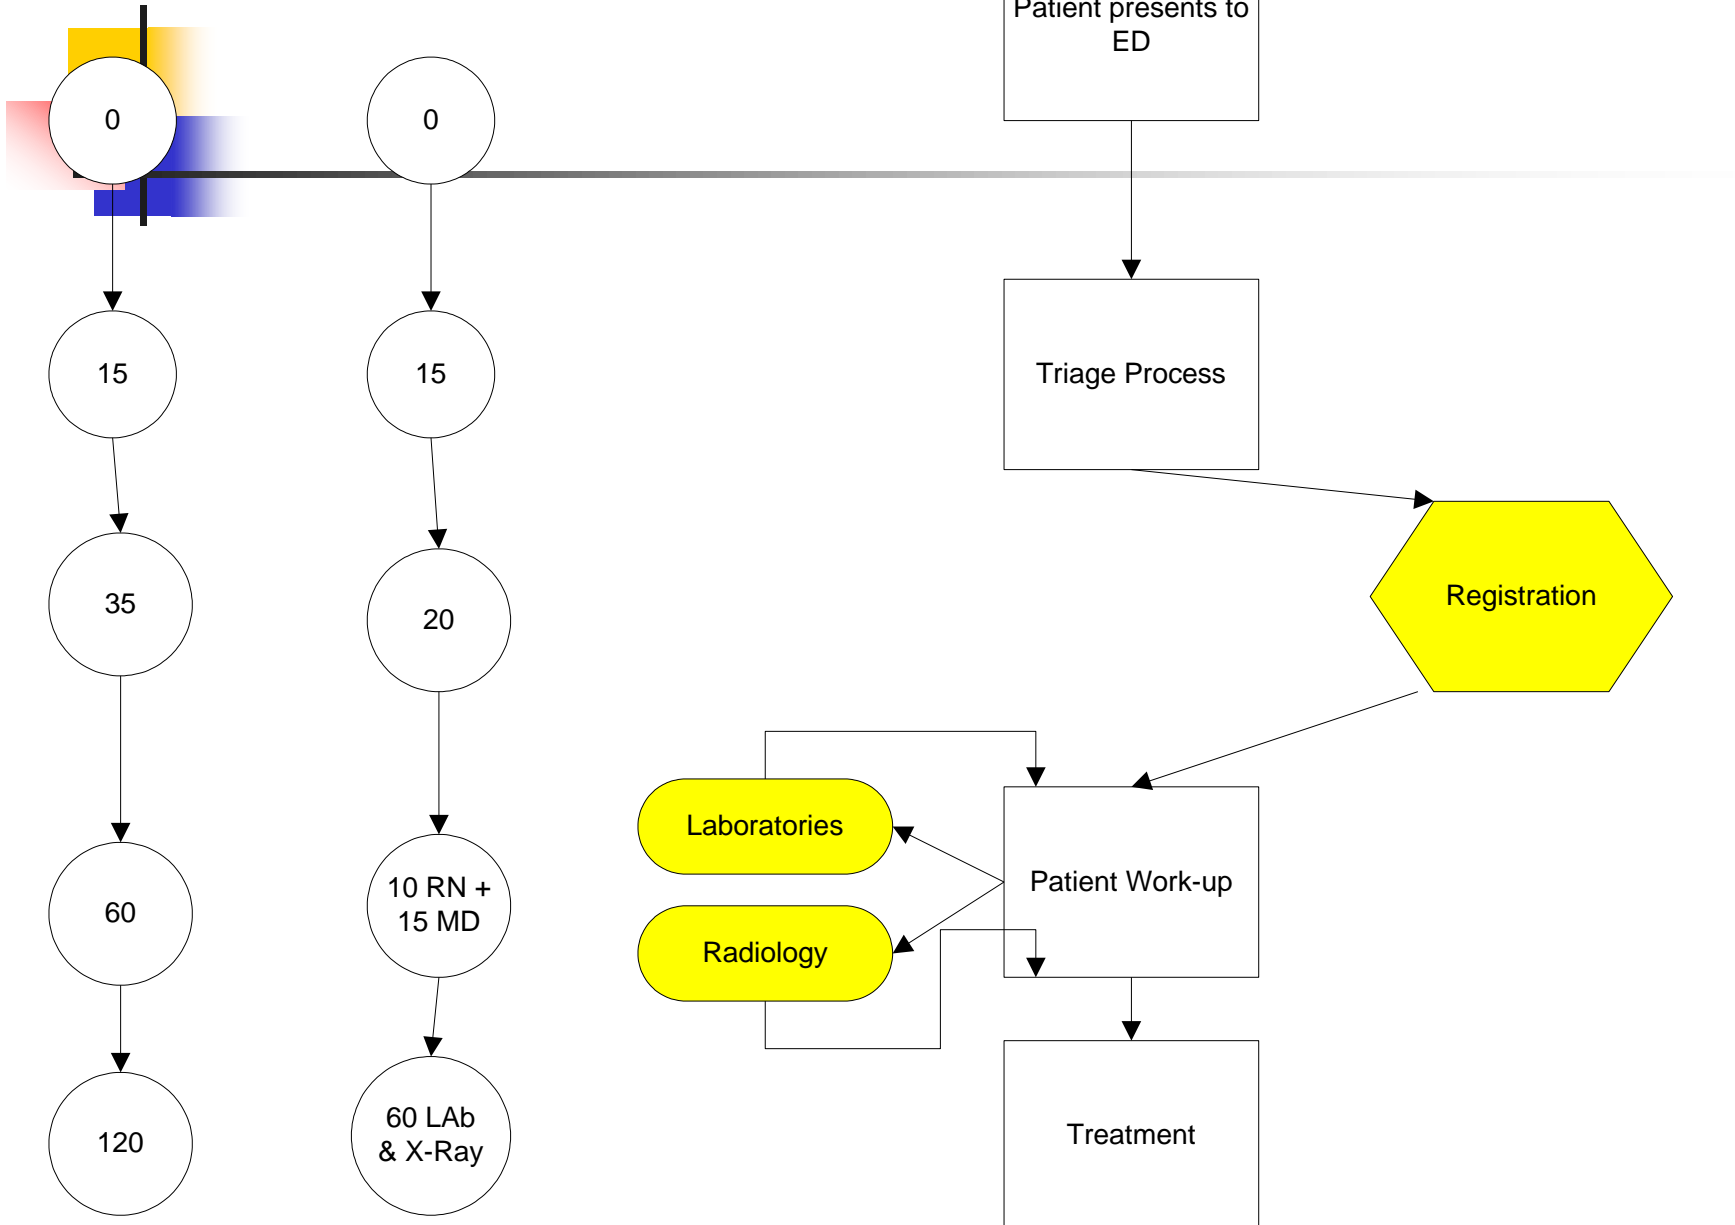 Patient presents to
ED
0
0
15
15
Triage Process
35
20
Registration
Laboratories
10 RN +
15 MD
Patient Work-up
60
Radiology
60 LAb
& X-Ray
120
Treatment